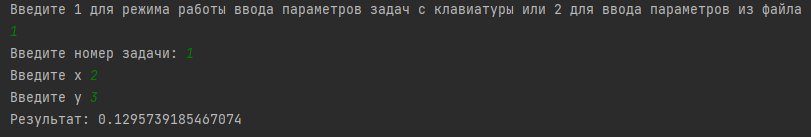 Введите 1 для режима работы ввода параметров задач с клавиатуры или 2 для ввода параметров из файла
1
Введите номер задачи: 1
Введите x 2
Введите y 3
Результат: 0.1295739185467074